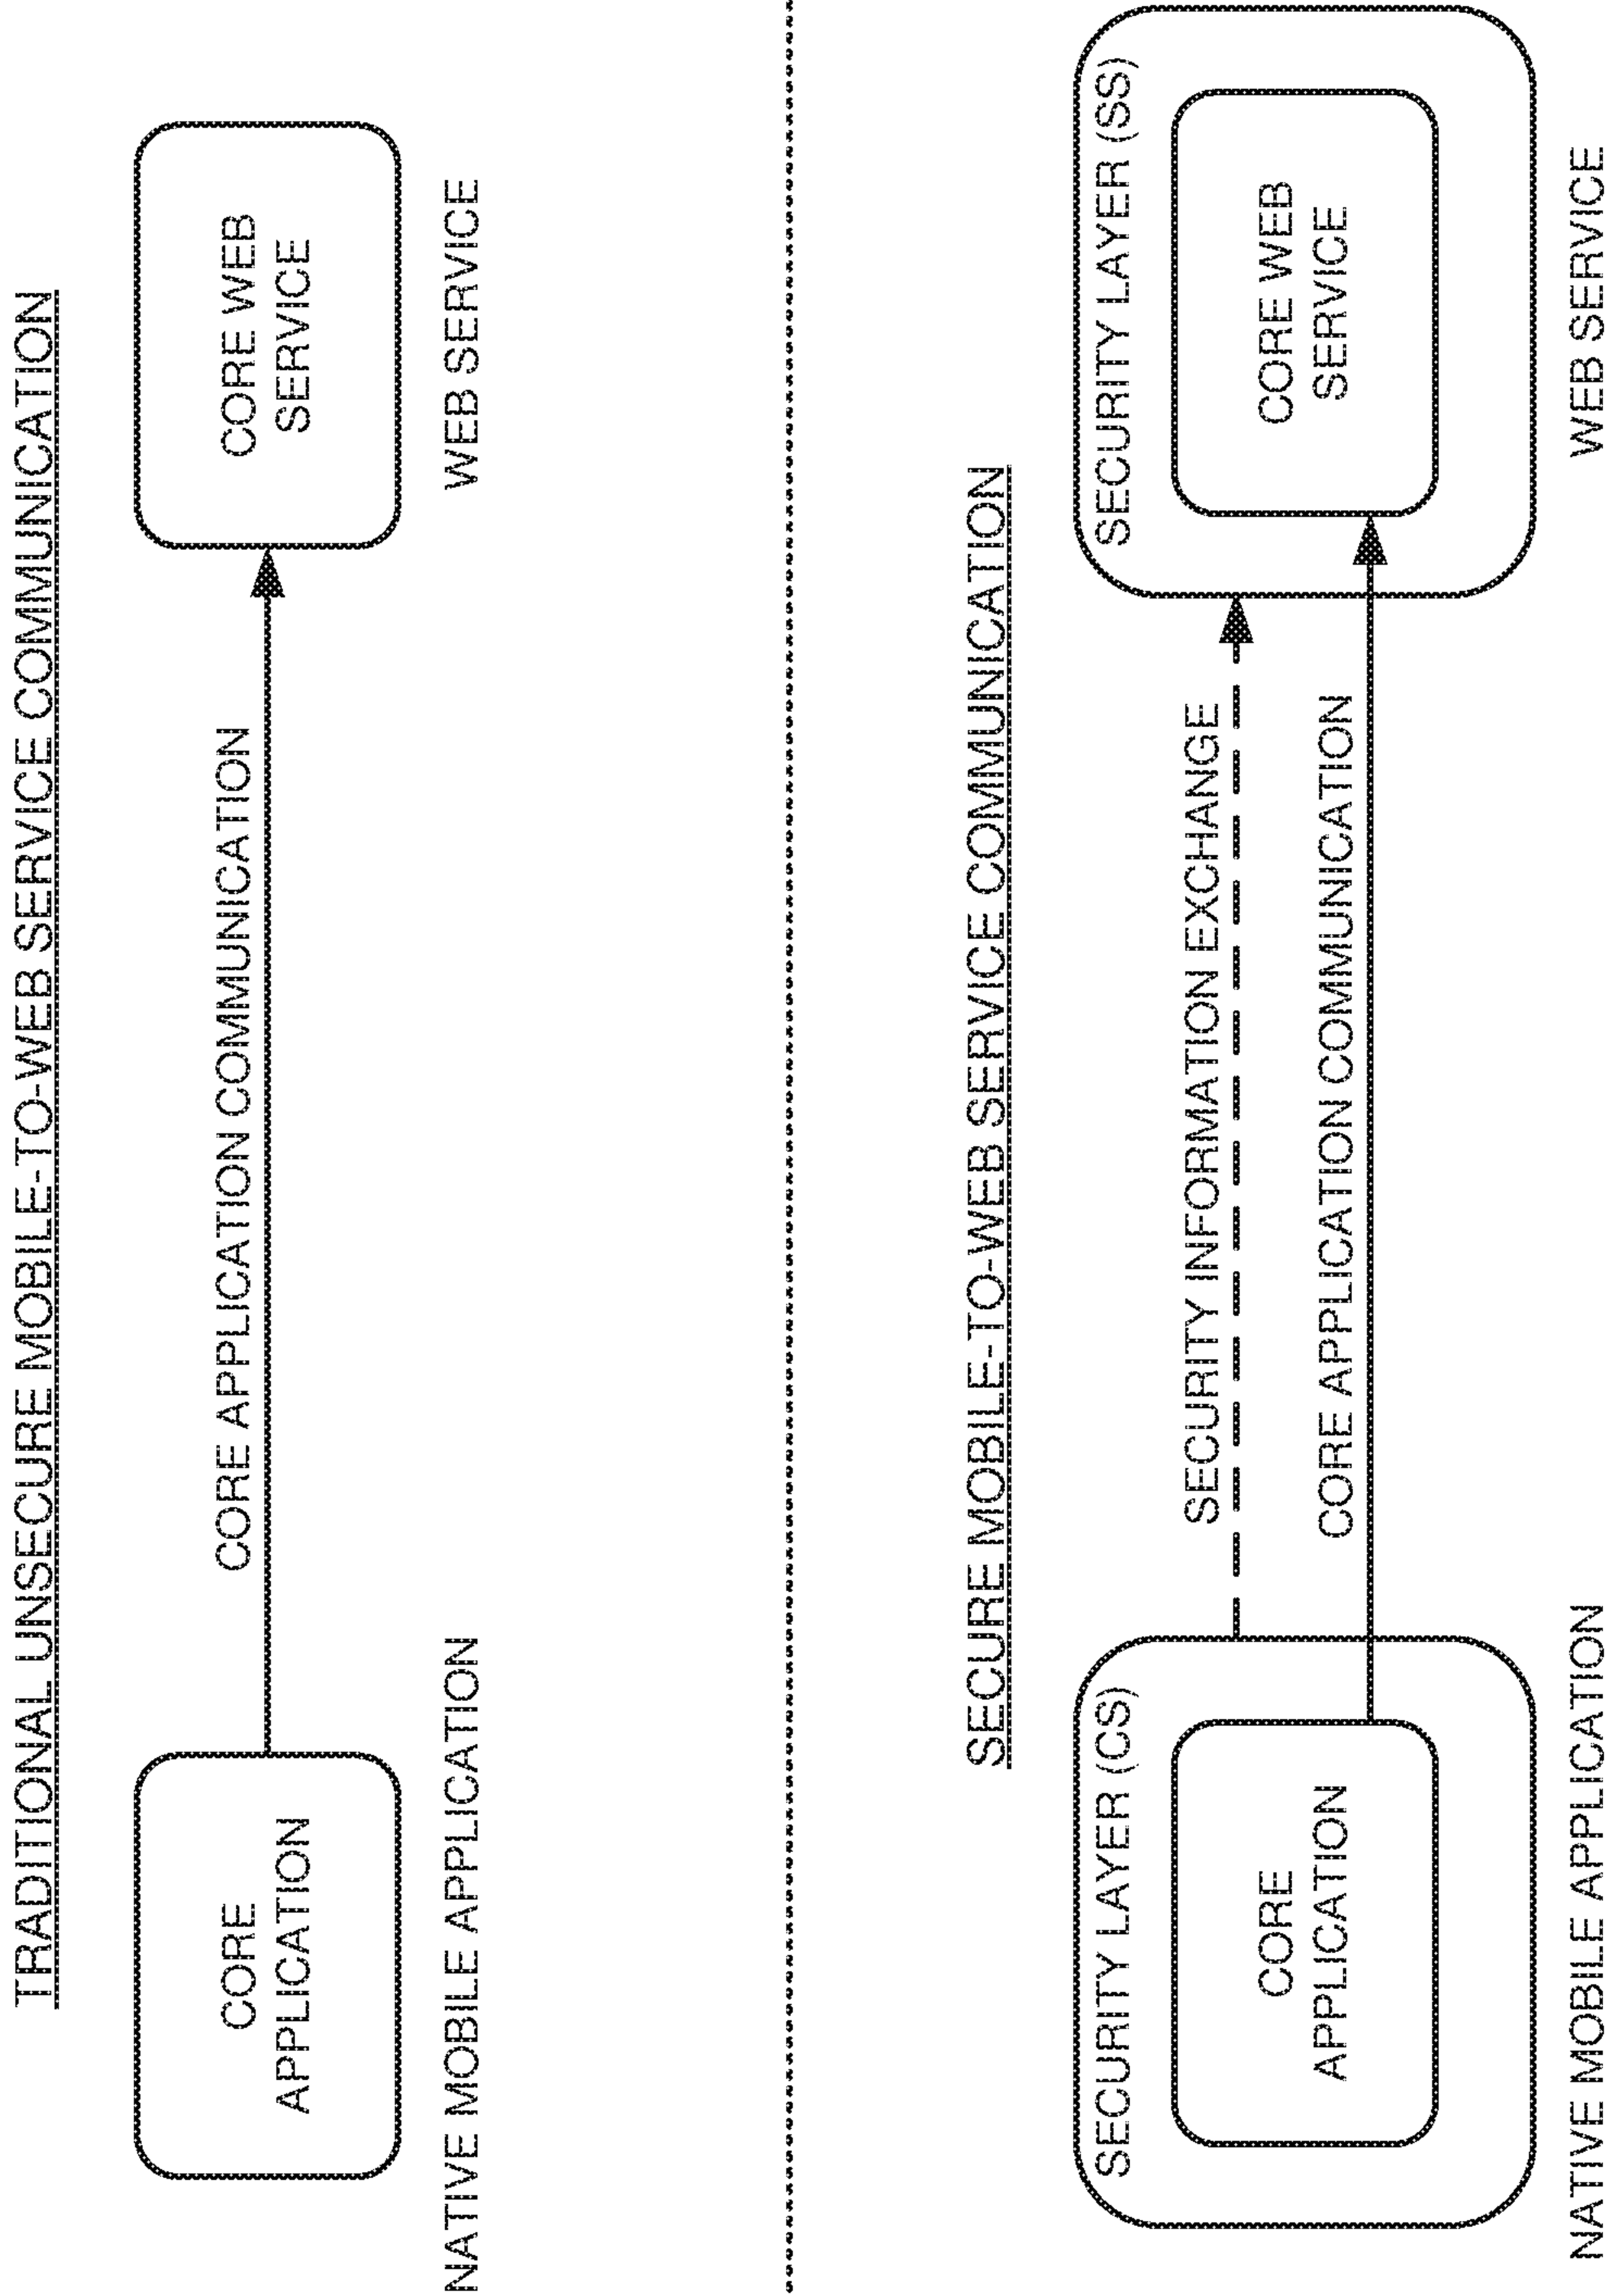 TRADITIONAL UNSECURE MOBILE-TO-WEB SERVICE COMMUNICATION
CORE
APPLICATION
CORE APPLICATION COMMUNICATION
CORE WEB
SERVICE
NATIVE MOBILE APPLICATION
WEB SERVICE
SECURE MOBILE-TO-WEB SERVICE COMMUNICATION
SECURITY LAYER (CS)
CORE
APPLICATION
SECURITY INFORMATION EXCHANGE
CORE APPLICATION COMMUNICATION
SECURITY LAYER (SS)
CORE WEB
SERVICE
NATIVE MOBILE APPLICATION
WEB SERVICE